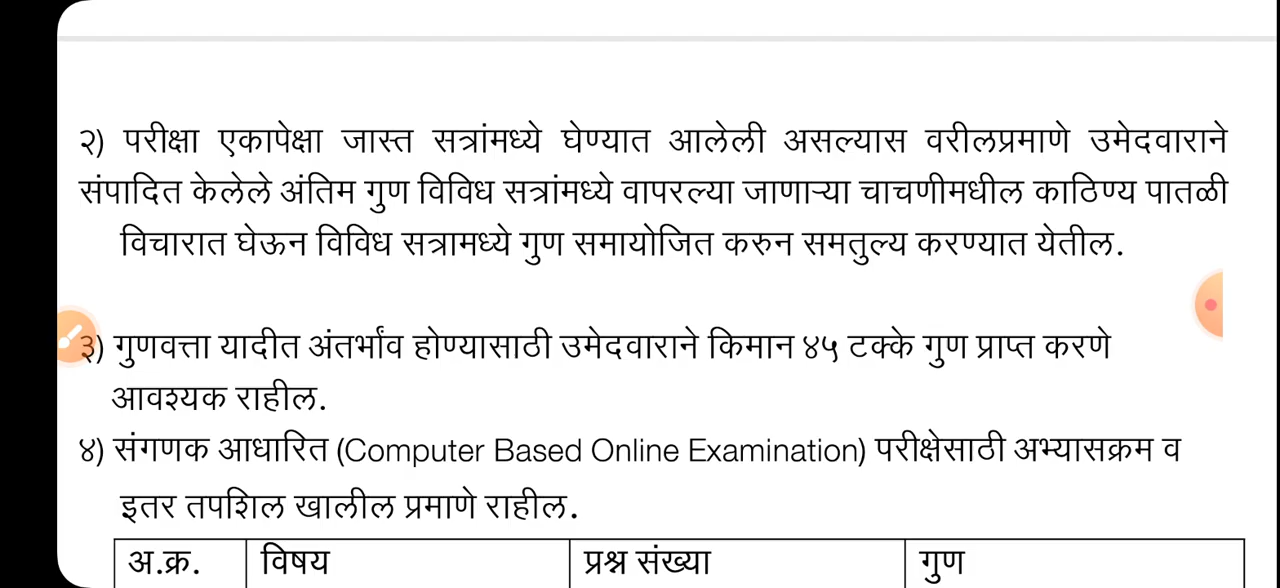 २) परीक्षा एकापेक्षा जास्त सत्रांमध्ये घेण्यात आलेली असल्यास वरीलप्रमाणे उमेदवाराने
संपादित केलेले अंतिम गुण विविध सत्रांमध्ये वापरल्या जाणाऱ्या चाचणीमधील काठिण्य पातळी
विचारात घेऊन विविध सत्रामध्ये गुण समायोजित करुन समतुल्य करण्यात येतील.
३) गुणवत्ता यादीत अंतर्भांव होण्यासाठी उमेदवाराने किमान ४५ टक्के गुण प्राप्त करणे
आवश्यक राहील.
४) संगणक आधारित (Computer Based Online Examination) परीक्षेसाठी अभ्यासक्रम व
इतर तपशिल खालील प्रमाणे राहील.
अ.क्र. विषय प्रश्न संख्या गुण